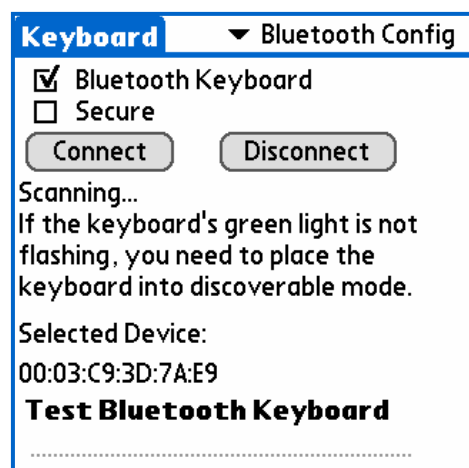 Keyboard
Bluetooth Config
Bluetooth Keyboard
Secure
Connect Disconnect
Scanning...
If the keyboard's green light is not
flashing, you need to place the
keyboard into discoverable mode.
Selected Device:
00:03:C9:3D:7A:E9
Test Bluetooth Keyboard